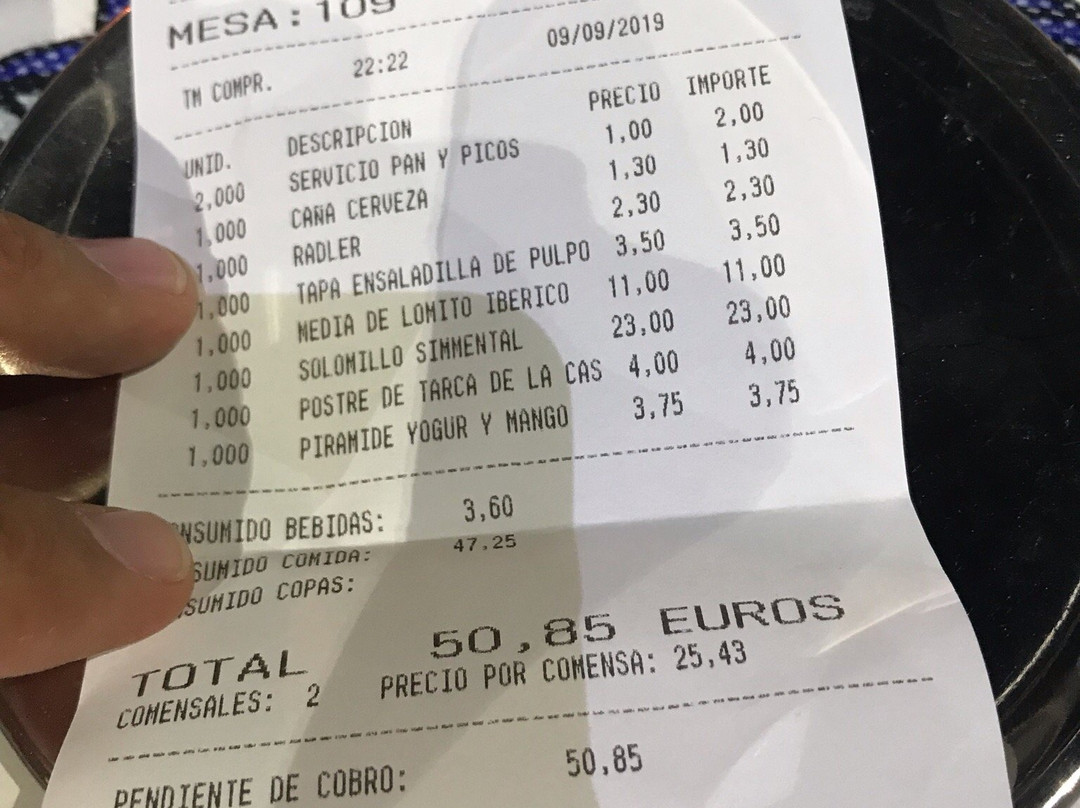 MESA: 109
TM COMPR. 22:22 09/09/2019
UNID. DESCRIPCION PRECIO IMPORTE
2,000 SERVICIO PAN Y PICOS 1,00 2,00
1,000 CAÑA CERVEZA 1,30 1,30
1,000 RADLER 2,30 2,30
1,000 TAPA ENSALADILLA DE PULPO 3,50 3,50
1,000 MEDIA DE LOMITO IBERICO 11,00 11,00
1,000 SOLOMILLO SIMMENTAL 23,00 23,00
1,000 POSTRE DE TARCA DE LA CAS 4,00 4,00
1,000 PIRAMIDE YOGUR Y MANGO 3,75 3,75
NSUMIDO BEBIDAS: 3,60
SUMIDO COMIDA: 47,25
SUMIDO COPAS:
TOTAL 50,85 EUROS
COMENSALES: 2 PRECIO POR COMENSA: 25,43
PENDIENTE DE COBRO: 50,85